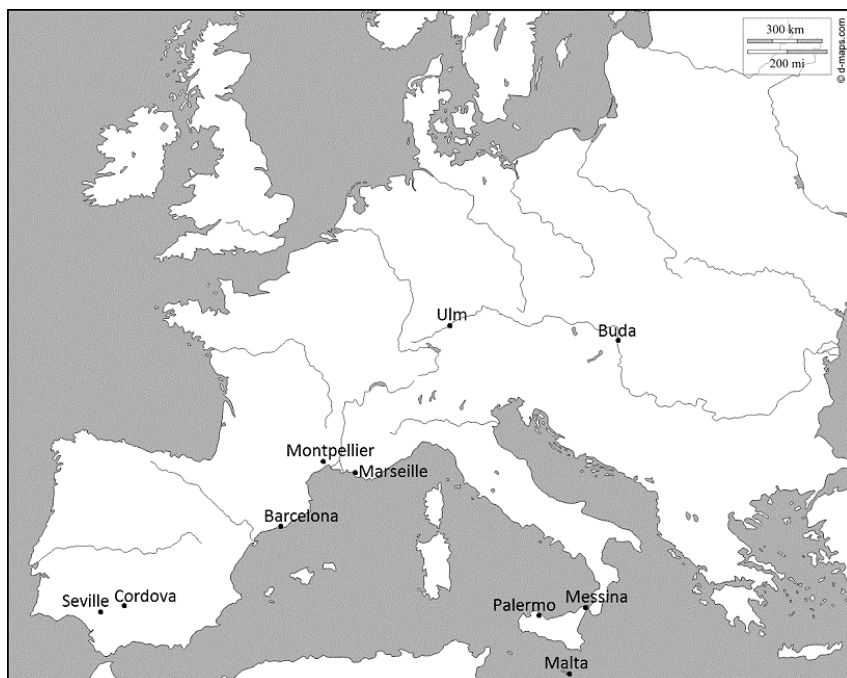 300 km
200 mi
© d-maps.com
Ulm
Buda
Montpellier
Marseille
Barcelona
Seville
Cordova
Palermo
Messina
Malta